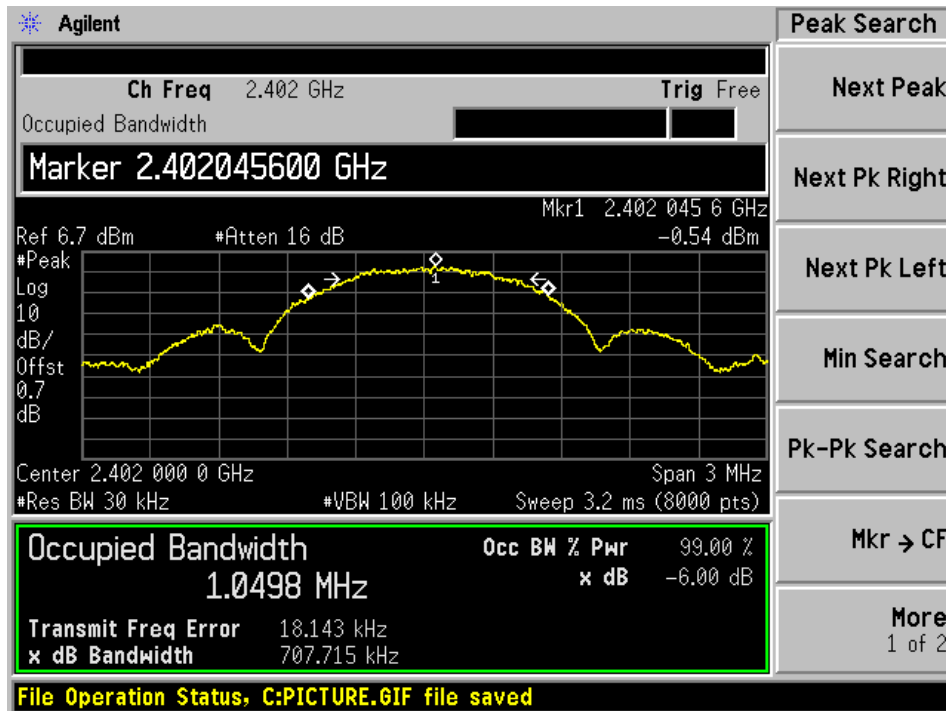 Agilent
Peak Search
Ch Freq 2.402 GHz Trig Free
Occupied Bandwidth
Marker 2.402045600 GHz
Mkr1 2.402 045 6 GHz
Ref 6.7 dBm #Atten 16 dB -0.54 dBm
#Peak
Log
10
dB/
Offst
0.7
dB
1
Center 2.402 000 0 GHz Span 3 MHz
#Res BW 30 kHz #VBW 100 kHz Sweep 3.2 ms (8000 pts)
Occupied Bandwidth Occ BW % Pwr 99.00 %
1.0498 MHz x dB -6.00 dB
Transmit Freq Error 18.143 kHz
x dB Bandwidth 707.715 kHz
File Operation Status, C:PICTURE.GIF file saved
Next Peak
Next Pk Right
Next Pk Left
Min Search
Pk-Pk Search
Mkr → CF
More
1 of 2